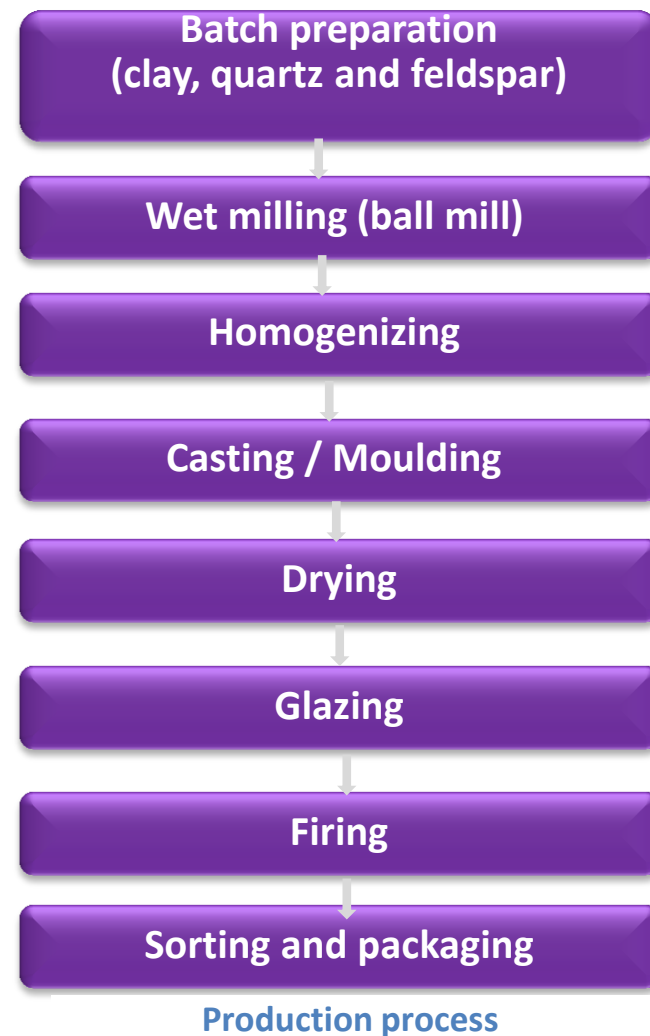 Batch preparation
(clay, quartz and feldspar)
Wet milling (ball mill)
Homogenizing
Casting / Moulding
Drying
Glazing
Firing
Sorting and packaging
Production process